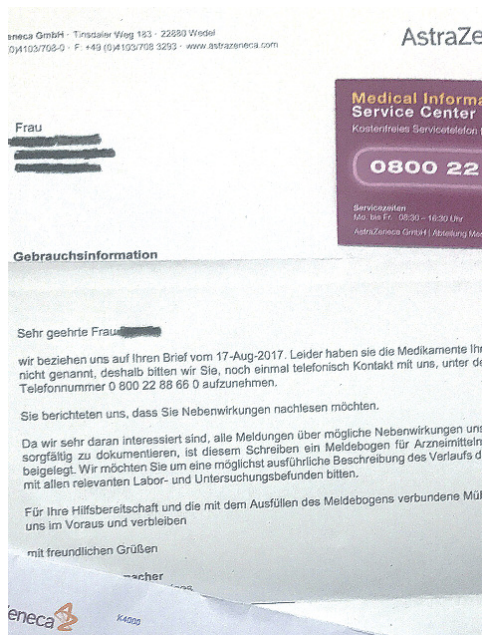 eneca GmbH · Tinsdaler Weg 183 · 22880 Wedel
(0)4103/708-0 · F: +49 (0)4103/708 3293 · www.astrazeneca.com
AstraZe
Medical Informa
Service Center
Kostenfreies Servicetelefon
0800 22
Servicezeiten
Mo. bis Fr. 08:30 – 16:30 Uhr
AstraZeneca GmbH | Abteilung Med
Frau
Gebrauchsinformation
Sehr geehrte Frau
wir beziehen uns auf Ihren Brief vom 17-Aug-2017. Leider haben sie die Medikamente Ihr
nicht genannt, deshalb bitten wir Sie, noch einmal telefonisch Kontakt mit uns, unter de
Telefonnummer 0 800 22 88 66 0 aufzunehmen.
Sie berichteten uns, dass Sie Nebenwirkungen nachlesen möchten.
Da wir sehr daran interessiert sind, alle Meldungen über mögliche Nebenwirkungen uns
sorgfältig zu dokumentieren, ist diesem Schreiben ein Meldebogen für Arzneimitteln
beigelegt. Wir möchten Sie um eine möglichst ausführliche Beschreibung des Verlaufs d
mit allen relevanten Labor- und Untersuchungsbefunden bitten.
Für Ihre Hilfsbereitschaft und die mit dem Ausfüllen des Meldebogens verbundene Mü
uns im Voraus und verbleiben
mit freundlichen Grüßen
macher
eneca
K4000